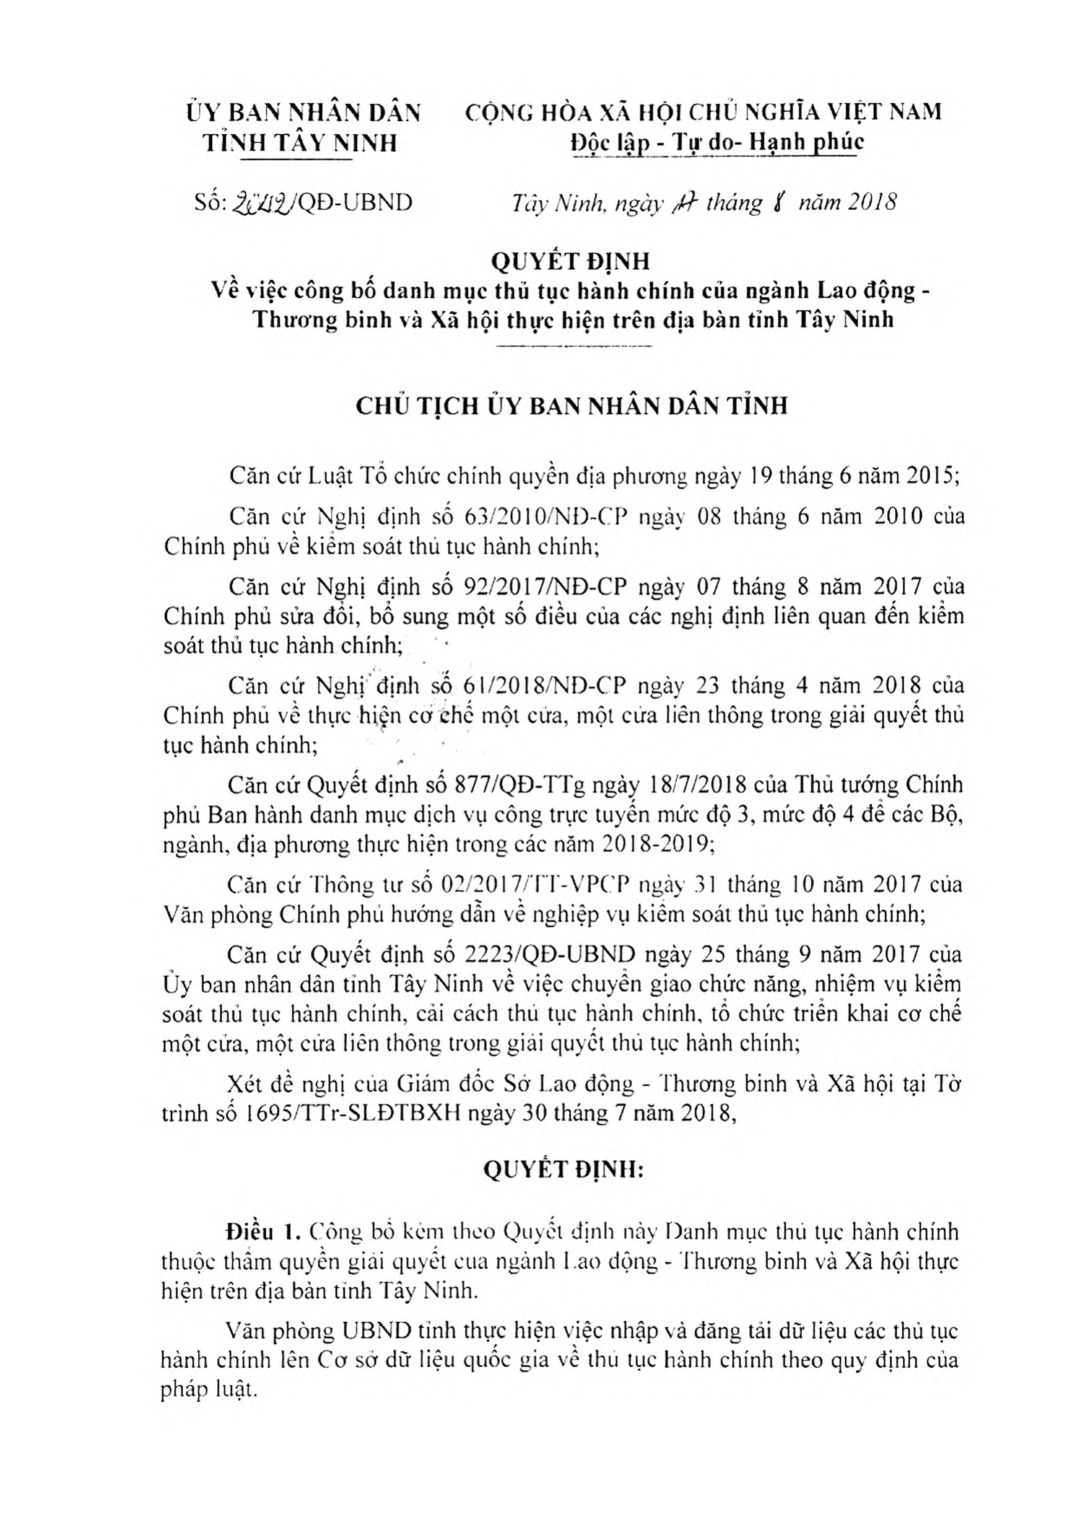 ỦY BAN NHÂN DÂN
TỈNH TÂY NINH
CỘNG HÒA XÃ HỘI CHỦ NGHĨA VIỆT NAM
Độc lập - Tự do- Hạnh phúc
Số: /QĐ-UBND
Tây Ninh, ngày 17 tháng 8 năm 2018
QUYẾT ĐỊNH
Về việc công bố danh mục thủ tục hành chính của ngành Lao động -
Thương binh và Xã hội thực hiện trên địa bàn tỉnh Tây Ninh
CHỦ TỊCH ỦY BAN NHÂN DÂN TỈNH
Căn cứ Luật Tổ chức chính quyền địa phương ngày 19 tháng 6 năm 2015;
Căn cứ Nghị định số 63/2010/NĐ-CP ngày 08 tháng 6 năm 2010 của
Chính phủ về kiểm soát thủ tục hành chính;
Căn cứ Nghị định số 92/2017/NĐ-CP ngày 07 tháng 8 năm 2017 của
Chính phủ sửa đổi, bổ sung một số điều của các nghị định liên quan đến kiểm
soát thủ tục hành chính;
Căn cứ Nghị định số 61/2018/NĐ-CP ngày 23 tháng 4 năm 2018 của
Chính phủ về thực hiện cơ chế một cửa, một cửa liên thông trong giải quyết thủ
tục hành chính;
Căn cứ Quyết định số 877/QĐ-TTg ngày 18/7/2018 của Thủ tướng Chính
phủ Ban hành danh mục dịch vụ công trực tuyến mức độ 3, mức độ 4 để các Bộ,
ngành, địa phương thực hiện trong các năm 2018-2019;
Căn cứ Thông tư số 02/2017/TT-VPCP ngày 31 tháng 10 năm 2017 của
Văn phòng Chính phủ hướng dẫn về nghiệp vụ kiểm soát thủ tục hành chính;
Căn cứ Quyết định số 2223/QĐ-UBND ngày 25 tháng 9 năm 2017 của
Ủy ban nhân dân tỉnh Tây Ninh về việc chuyển giao chức năng, nhiệm vụ kiểm
soát thủ tục hành chính, cải cách thủ tục hành chính, tổ chức triển khai cơ chế
một cửa, một cửa liên thông trong giải quyết thủ tục hành chính;
Xét đề nghị của Giám đốc Sở Lao động - Thương binh và Xã hội tại Tờ
trình số 1695/TTr-SLĐTBXH ngày 30 tháng 7 năm 2018,
QUYẾT ĐỊNH:
Điều 1. Công bố kèm theo Quyết định này Danh mục thủ tục hành chính
thuộc thẩm quyền giải quyết của ngành Lao động - Thương binh và Xã hội thực
hiện trên địa bàn tỉnh Tây Ninh.
Văn phòng UBND tỉnh thực hiện việc nhập và đăng tải dữ liệu các thủ tục
hành chính lên Cơ sở dữ liệu quốc gia về thủ tục hành chính theo quy định của
pháp luật.